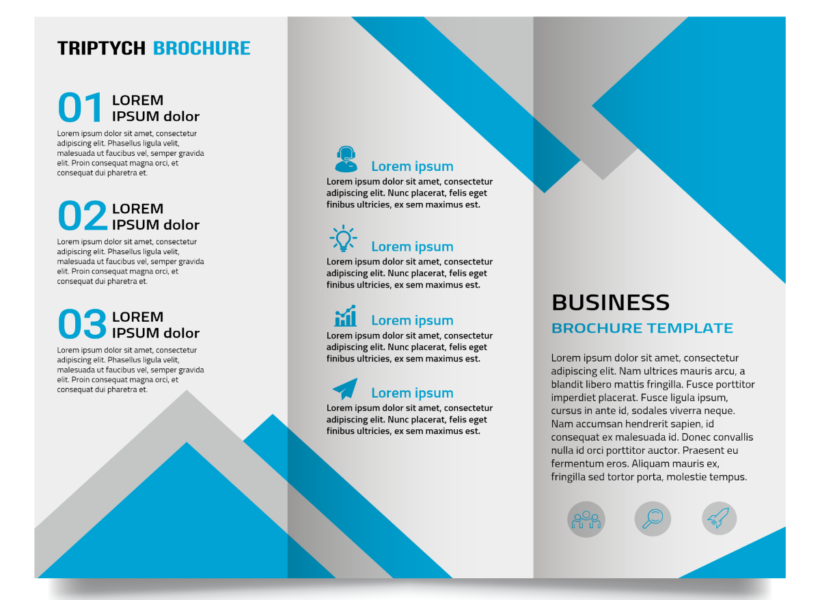 TRIPTYCH BROCHURE
01
LOREM
IPSUM dolor
Lorem ipsum dolor sit amet, consectetur
adipiscing elit. Phasellus ligula velit,
malesuada ut faucibus vel, semper gravida
elit. Proin consequat magna orci, et
consequat dui pharetra et.
02
LOREM
IPSUM dolor
Lorem ipsum dolor sit amet, consectetur
adipiscing elit. Phasellus ligula velit,
malesuada ut faucibus vel, semper gravida
elit. Proin consequat magna orci, et
consequat dui pharetra et.
03
LOREM
IPSUM dolor
Lorem ipsum dolor sit amet, consectetur
adipiscing elit. Phasellus ligula velit,
malesuada ut faucibus vel, semper gravida
elit. Proin consequat magna orci, et
consequat dui pharetra et.
Lorem ipsum
Lorem ipsum dolor sit amet, consectetur
adipiscing elit. Nunc placerat, felis eget
finibus ultricies, ex sem maximus est.
Lorem ipsum
Lorem ipsum dolor sit amet, consectetur
adipiscing elit. Nunc placerat, felis eget
finibus ultricies, ex sem maximus est.
Lorem ipsum
Lorem ipsum dolor sit amet, consectetur
adipiscing elit. Nunc placerat, felis eget
finibus ultricies, ex sem maximus est.
Lorem ipsum
Lorem ipsum dolor sit amet, consectetur
adipiscing elit. Nunc placerat, felis eget
finibus ultricies, ex sem maximus est.
BUSINESS
BROCHURE TEMPLATE
Lorem ipsum dolor sit amet, consectetur
adipiscing elit. Nam ultrices mauris arcu, a
blandit libero mattis fringilla. Fusce porttitor
imperdiet placerat. Fusce ligula ipsum,
cursus in ante id, sodales viverra neque.
Nam accumsan hendrerit sapien, id
consequat ex malesuada id. Donec convallis
nulla id orci porttitor auctor. Praesent eu
fermentum eros. Aliquam mauris ex,
fringilla sed tortor porta, molestie tempus.